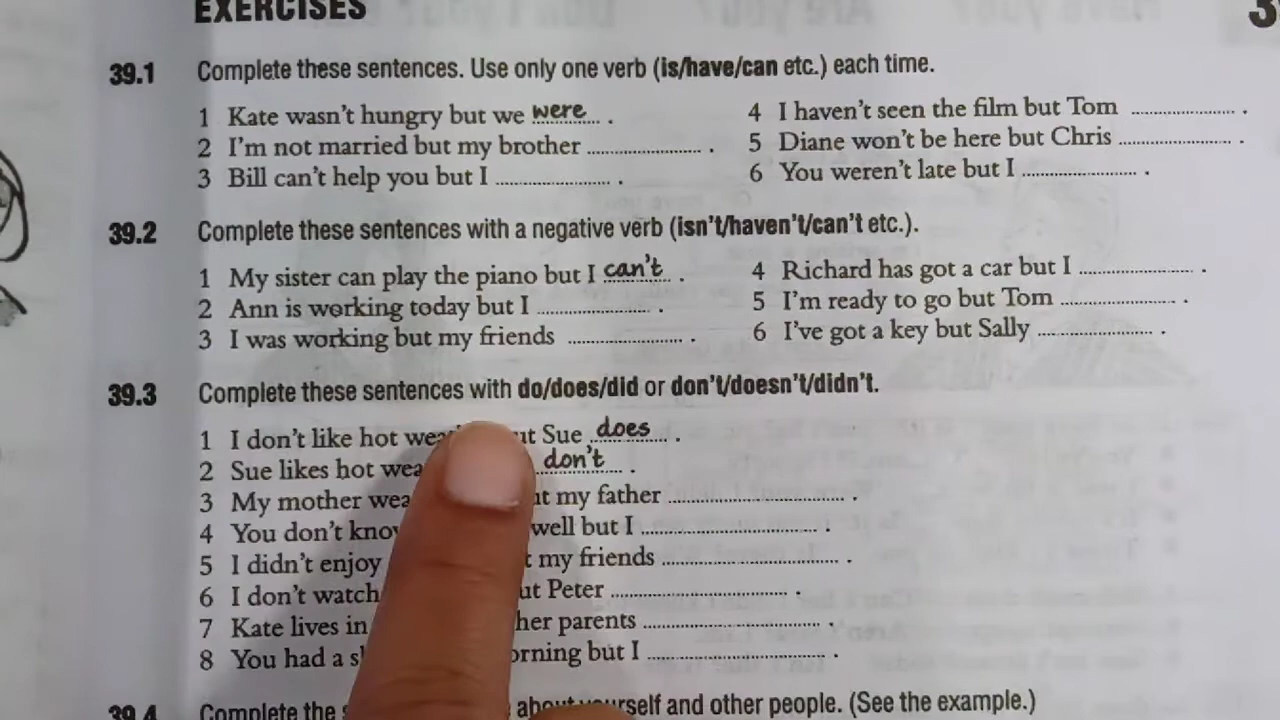 EXERCISES
39.1 Complete these sentences. Use only one verb (is/have/can etc.) each time.
1 Kate wasn't hungry but we were .
2 I'm not married but my brother .................... .
3 Bill can't help you but I .................... .
4 I haven't seen the film but Tom .................... .
5 Diane won't be here but Chris .................... .
6 You weren't late but I .................... .
39.2 Complete these sentences with a negative verb (isn't/haven't/can't etc.).
1 My sister can play the piano but I can't .
2 Ann is working today but I .................... .
3 I was working but my friends .................... .
4 Richard has got a car but I .................... .
5 I'm ready to go but Tom .................... .
6 I've got a key but Sally .................... .
39.3 Complete these sentences with do/does/did or don't/doesn't/didn't.
1 I don't like hot Sue does .
2 Sue likes hot don't .
3 My mother my father .................... .
4 You don't well but I .................... .
5 I didn't enjoy my friends .................... .
6 I don't watch Peter .................... .
7 Kate lives in her parents .................... .
8 You had a but I .................... .
39.4 Complete the about yourself and other people. (See the example.)